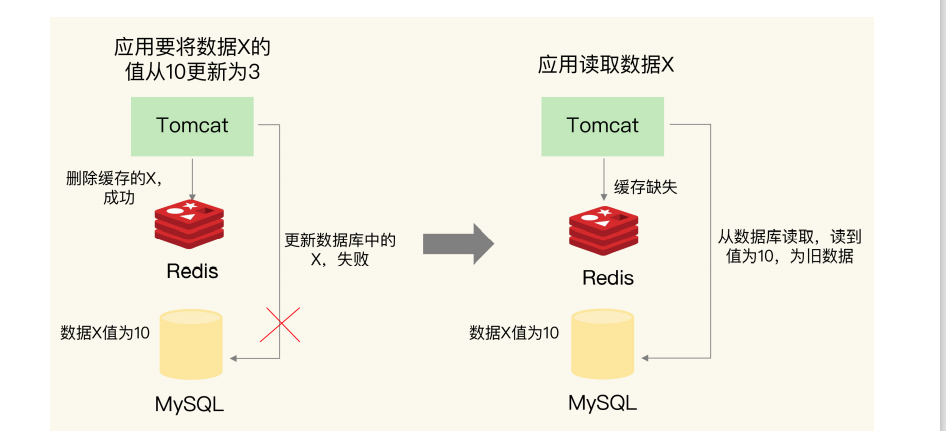 应用要将数据X的
值从10更新为3
Tomcat
删除缓存的X，
成功
Redis
更新数据库中的
X，失败
数据X值为10
MySQL
应用读取数据X
Tomcat
缓存缺失
Redis
从数据库读取，读到
值为10，为旧数据
数据X值为10
MySQL